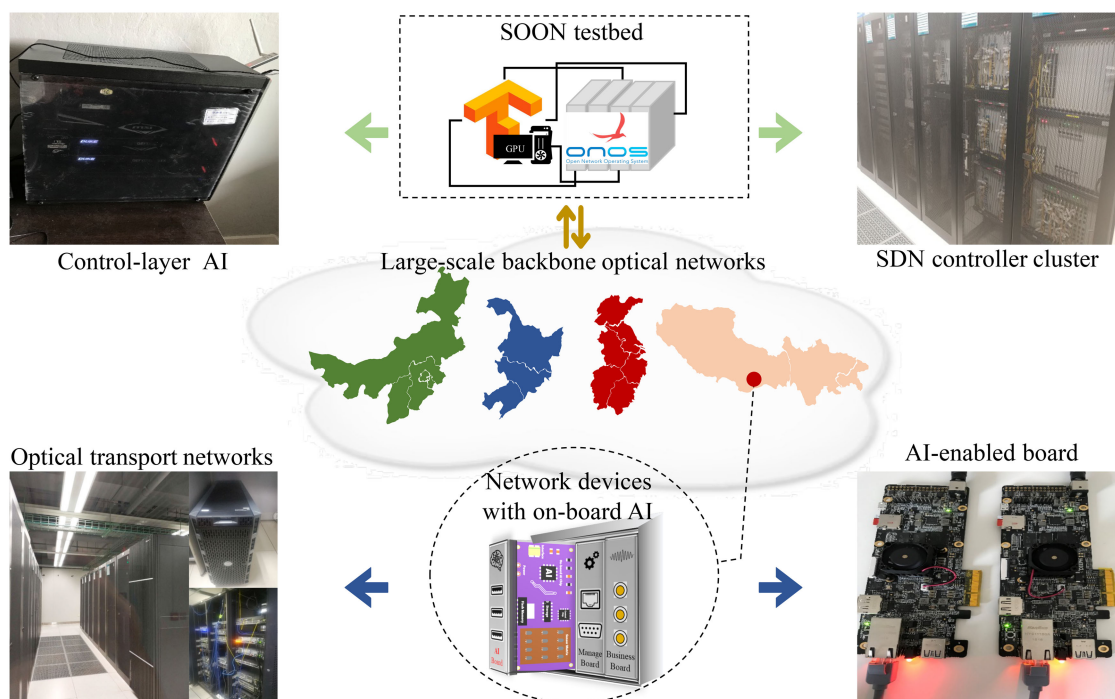 SOON testbed
GPU
onos
Open Network Operating System
Control-layer AI
SDN controller cluster
Large-scale backbone optical networks
Optical transport networks
AI-enabled board
Network devices
with on-board AI
AI
AI
Board
Manage
Board
Business
Board